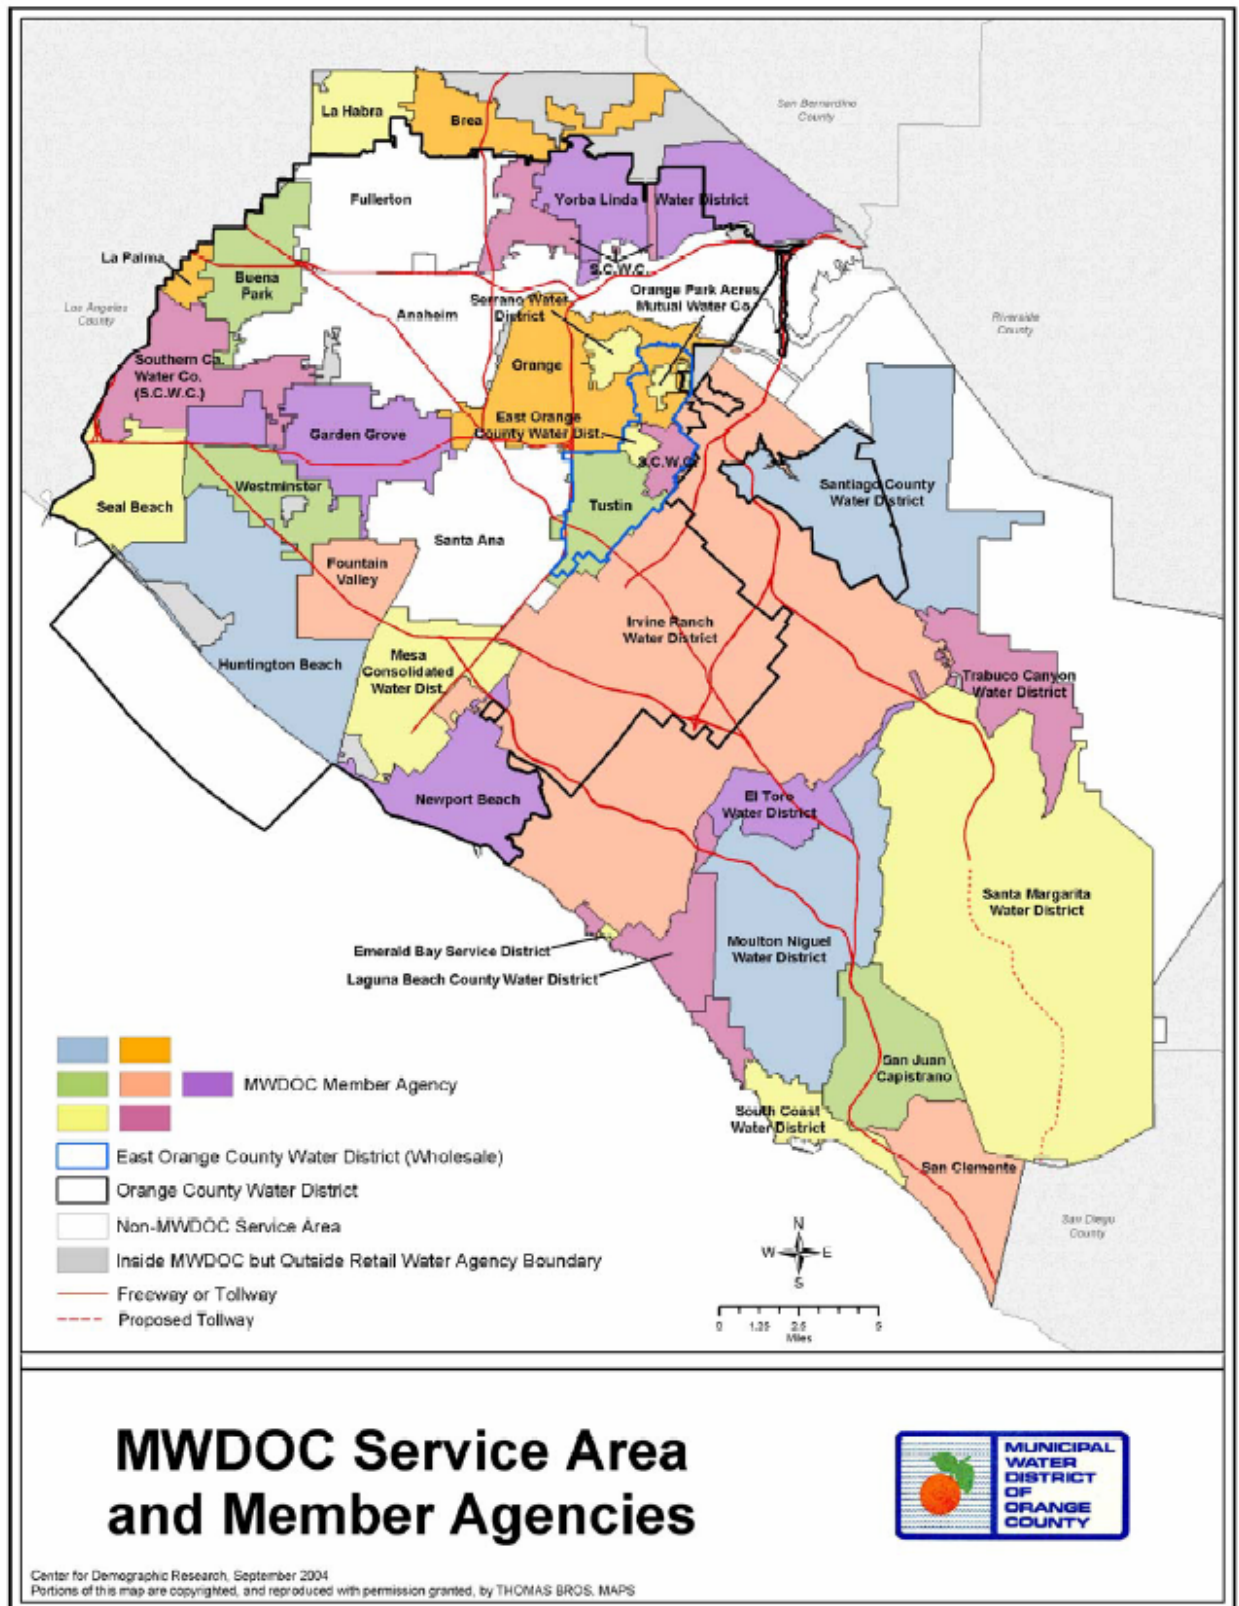 San Bernardino
County
La Habra
Brea
Fullerton
Yorba Linda
Water District
La Palma
Buena
Park
S.C.W.C.
Orange Park Acres
Mutual Water Co.
Serrano Water
District
Los Angeles
County
Anaheim
Riverside
County
Southern Ca.
Water Co.
(S.C.W.C.)
Orange
East Orange
County Water Dist.
Garden Grove
S.C.W.C.
Westminster
Santiago County
Water District
Seal Beach
Tustin
Santa Ana
Fountain
Valley
Irvine Ranch
Water District
Huntington Beach
Mesa
Consolidated
Water Dist.
Trabuco Canyon
Water District
Newport Beach
El Toro
Water District
Santa Margarita
Water District
Emerald Bay Service District
Moulton Niguel
Water District
Laguna Beach County Water District
San Juan
Capistrano
South Coast
Water District
San Clemente
San Diego
County
MWDOC Member Agency
East Orange County Water District (Wholesale)
Orange County Water District
Non-MWDOC Service Area
Inside MWDOC but Outside Retail Water Agency Boundary
Freeway or Tollway
Proposed Tollway
N
W E
S
0 1.25 2.5 5
Miles
MWDOC Service Area
and Member Agencies
MUNICIPAL
WATER
DISTRICT
OF
ORANGE
COUNTY
Center for Demographic Research, September 2004
Portions of this map are copyrighted, and reproduced with permission granted, by THOMAS BROS. MAPS